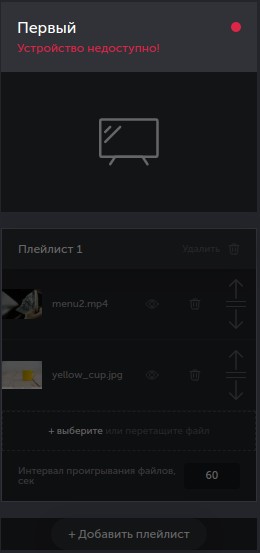 Первый
Устройство недоступно!
Плейлист 1
Удалить
menu2.mp4
yellow_cup.jpg
+ выберите или перетащите файл
Интервал проигрывания файлов,
сек
60
+ Добавить плейлист